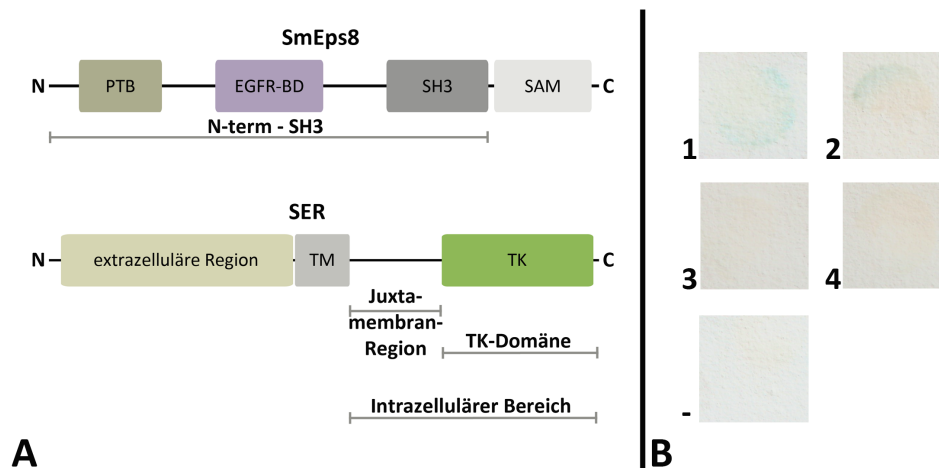 SmEps8
N PTB EGFR-BD SH3 SAM C
N-term - SH3
SER
N extrazelluläre Region TM TK C
Juxta-
membran-
Region
TK-Domäne
Intrazellulärer Bereich
A
1 2
3 4
-
B